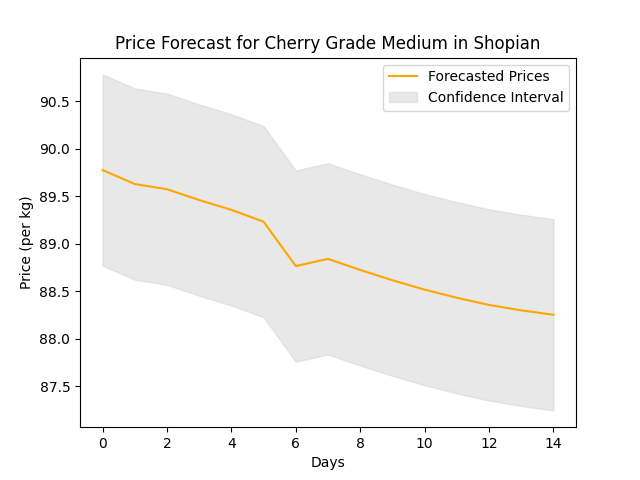 Price Forecast for Cherry Grade Medium in Shopian
Forecasted Prices
Confidence Interval
Price (per kg)
90.5
90.0
89.5
89.0
88.5
88.0
87.5
0 2 4 6 8 10 12 14
Days